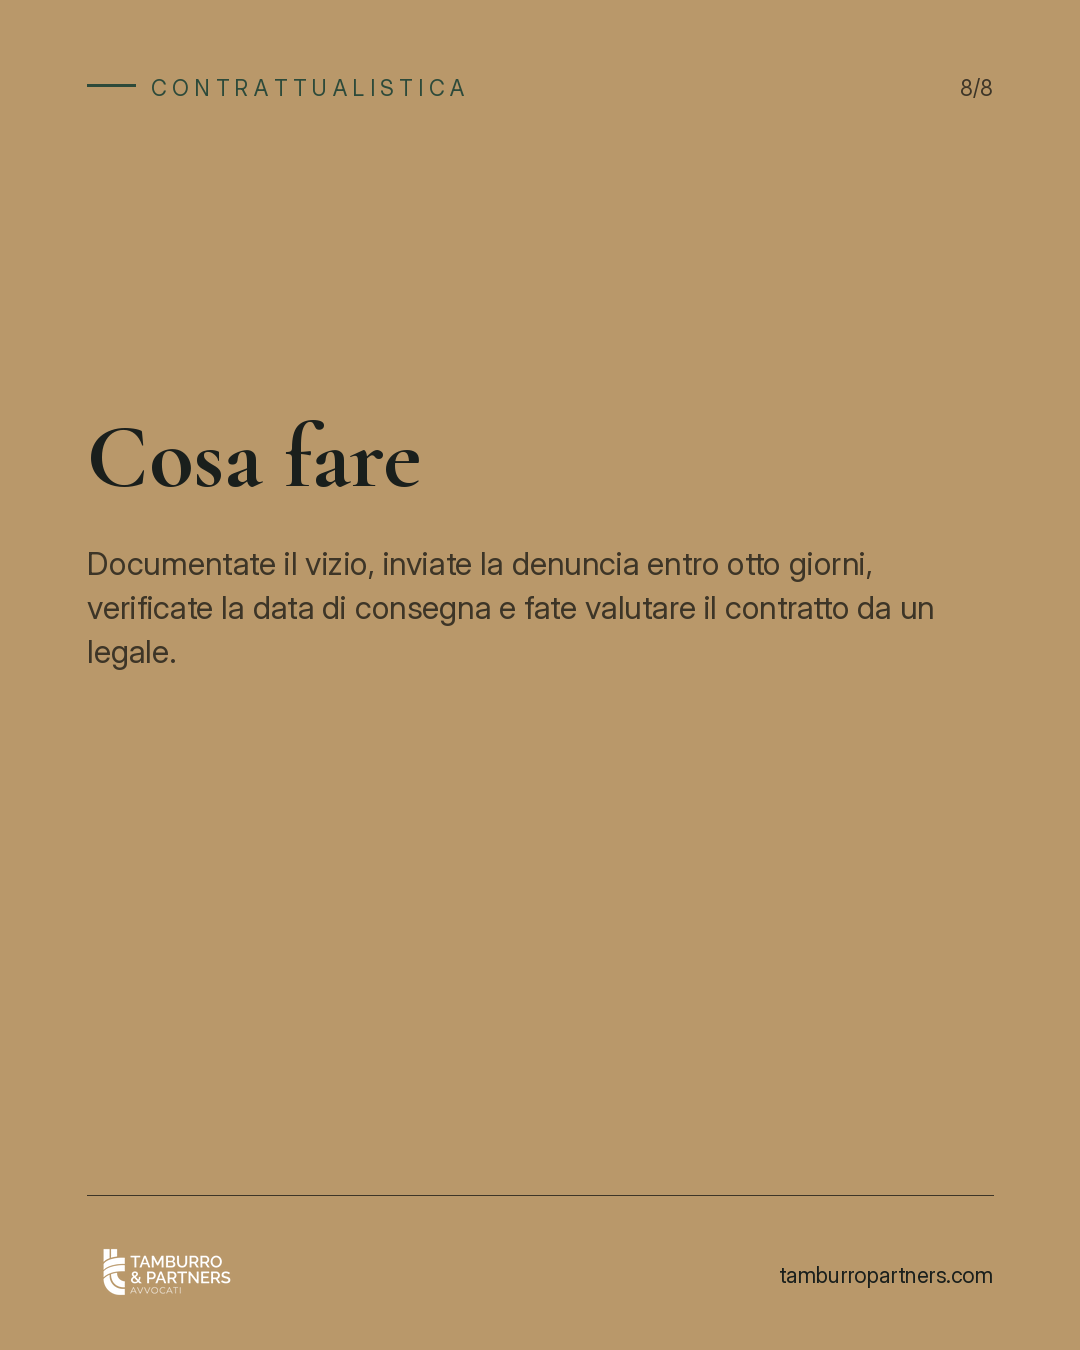 CONTRATTUALISTICA
8/8
Cosa fare
Documentate il vizio, inviate la denuncia entro otto giorni,
verificate la data di consegna e fate valutare il contratto da un
legale.
TAMBURRO
& PARTNERS
AVVOCATI
tamburropartners.com